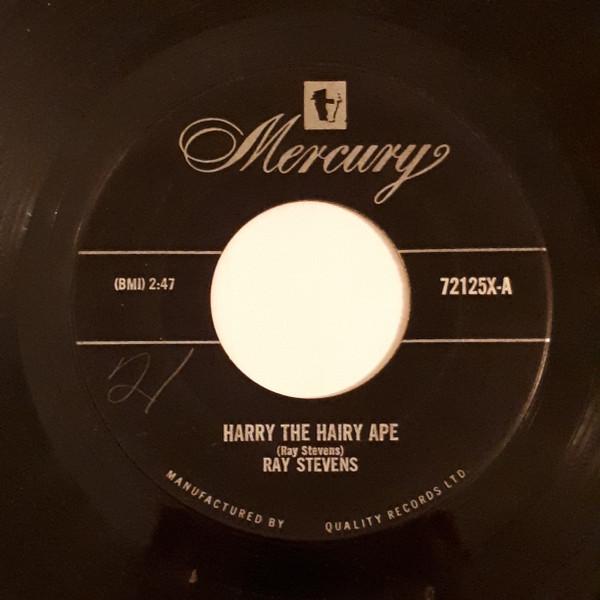 Mercury
(BMI) 2:47
72125X-A
21
HARRY THE HAIRY APE
(Ray Stevens)
RAY STEVENS
MANUFACTURED BY QUALITY RECORDS LTD.